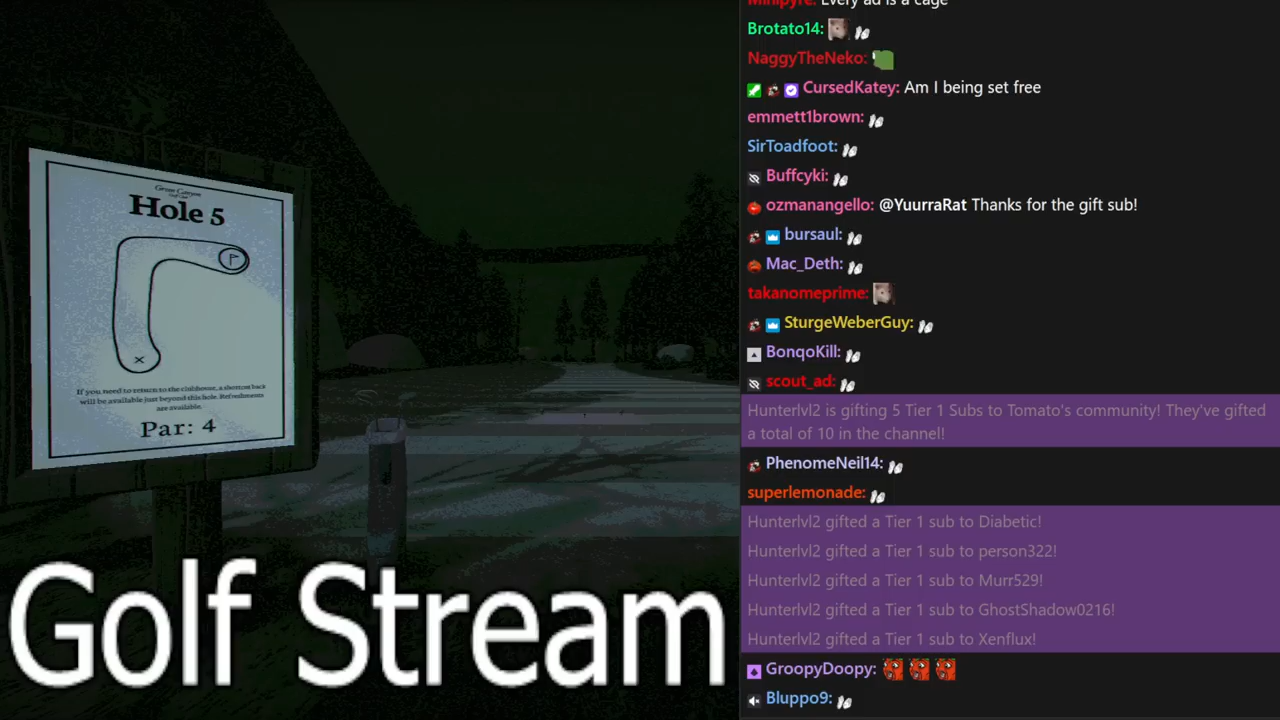 Hole 5
If you need to return to the clubhouse, a shortcut back
will be available just beyond this hole. Refreshments
are available.
Par: 4
Golf Stream
Minipyre: Every ad is a cage
Brotato14:
NaggyTheNeko:
CursedKatey: Am I being set free
emmett1brown:
SirToadfoot:
Buffcyki:
ozmanangello: @YuurraRat Thanks for the gift sub!
bursaul:
Mac_Deth:
takanomeprime:
SturgeWeberGuy:
BonqoKill:
scout_ad:
Hunterlvl2 is gifting 5 Tier 1 Subs to Tomato's community! They've gifted
a total of 10 in the channel!
PhenomeNeil14:
superlemonade:
Hunterlvl2 gifted a Tier 1 sub to Diabetic!
Hunterlvl2 gifted a Tier 1 sub to person322!
Hunterlvl2 gifted a Tier 1 sub to Murr529!
Hunterlvl2 gifted a Tier 1 sub to GhostShadow0216!
Hunterlvl2 gifted a Tier 1 sub to Xenflux!
GroopyDoopy:
Bluppo9: